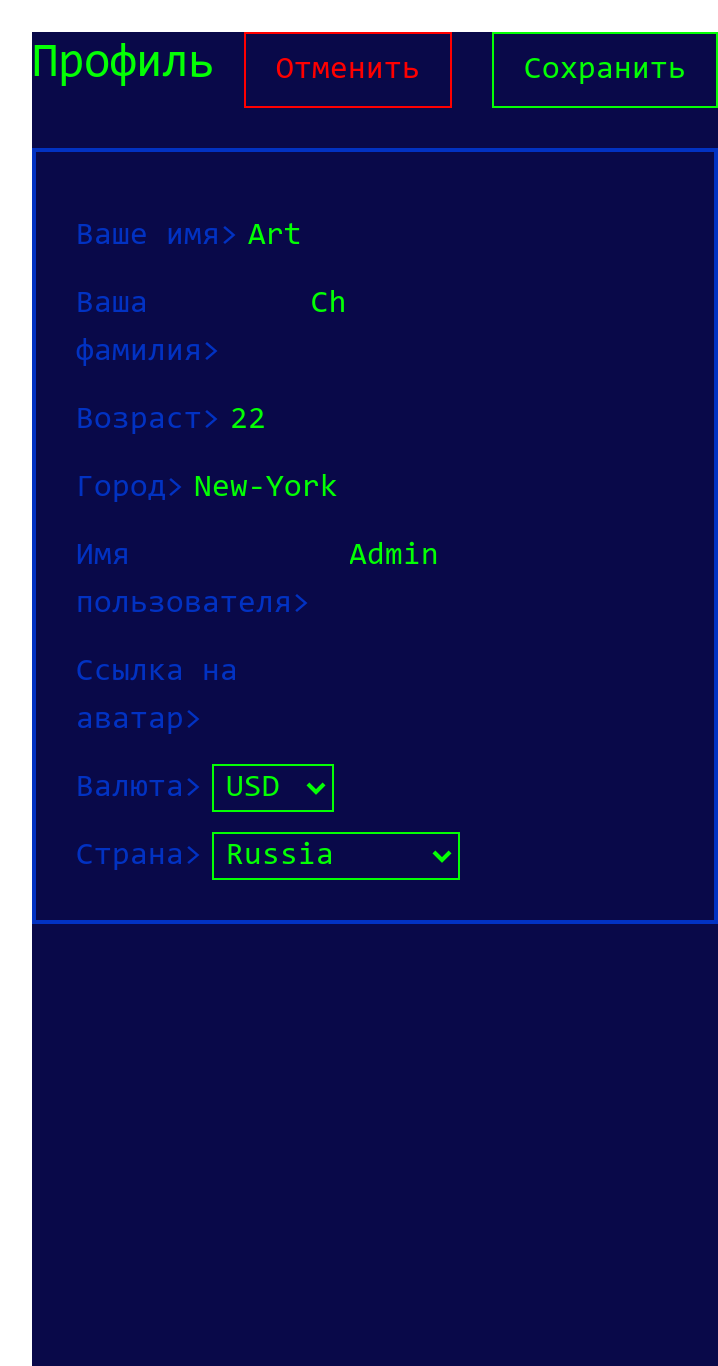 Профиль Отменить Сохранить
Ваше имя> Art
Ваша Ch
фамилия>
Возраст> 22
Город> New-York
Имя Admin
пользователя>
Ссылка на
аватар>
Валюта> USD
Страна> Russia